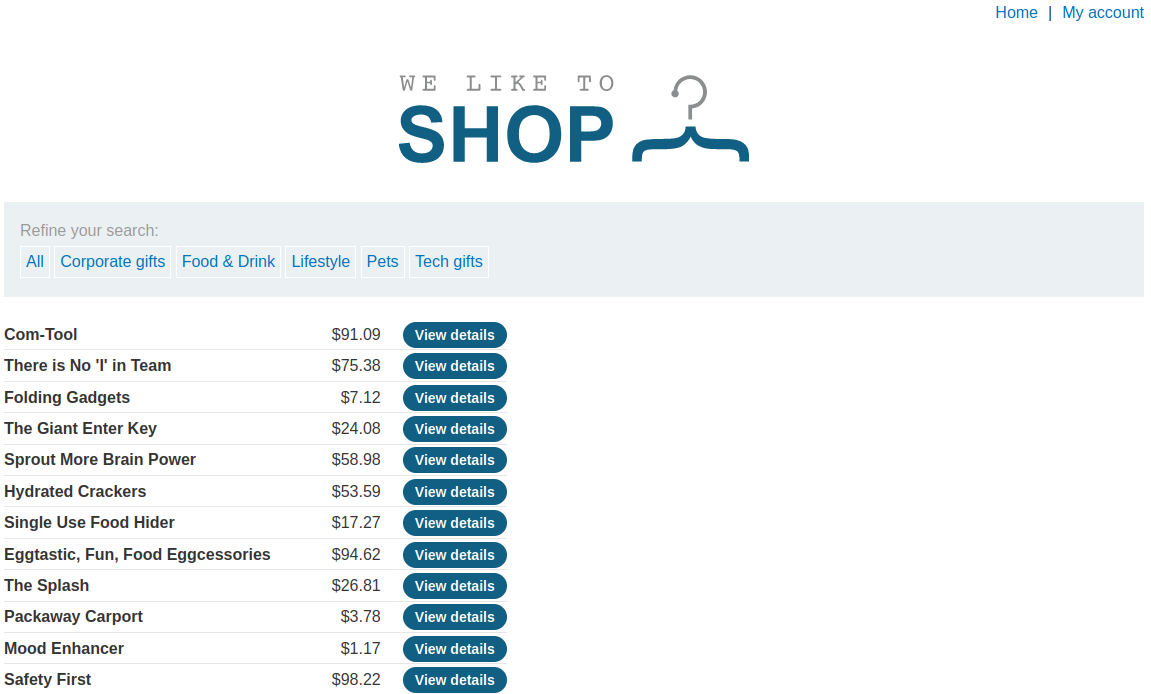 Home | My account
WE LIKE TO
SHOP
Refine your search:
All Corporate gifts Food & Drink Lifestyle Pets Tech gifts
Com-Tool $91.09 View details
There is No 'I' in Team $75.38 View details
Folding Gadgets $7.12 View details
The Giant Enter Key $24.08 View details
Sprout More Brain Power $58.98 View details
Hydrated Crackers $53.59 View details
Single Use Food Hider $17.27 View details
Eggtastic, Fun, Food Eggcessories $94.62 View details
The Splash $26.81 View details
Packaway Carport $3.78 View details
Mood Enhancer $1.17 View details
Safety First $98.22 View details